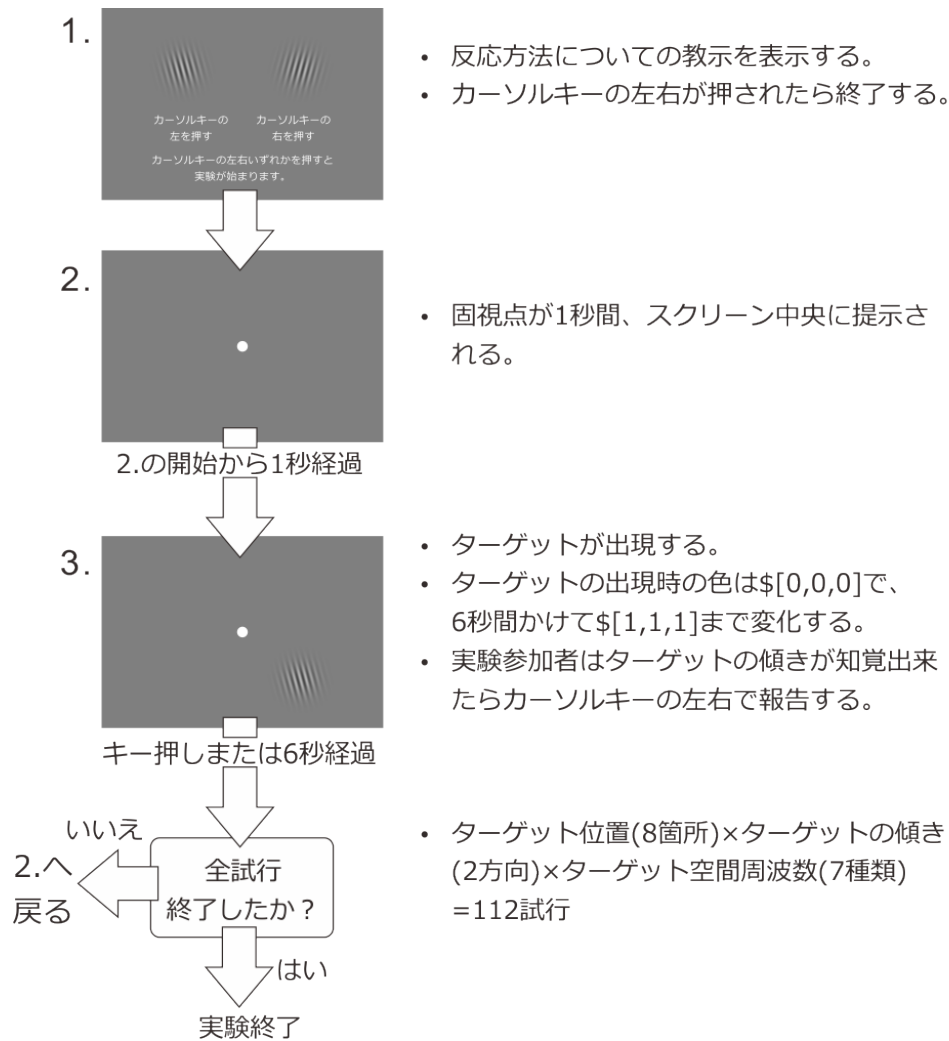 1.
カーソルキーの
左を押す
カーソルキーの
右を押す
カーソルキーの左右いずれかを押すと
実験が始まります。
• 反応方法についての教示を表示する。
• カーソルキーの左右が押されたら終了する。
2.
• 固視点が1秒間、スクリーン中央に提示さ
れる。
2.の開始から1秒経過
3.
• ターゲットが出現する。
• ターゲットの出現時の色は$[0,0,0]で、
6秒間かけて$[1,1,1]まで変化する。
• 実験参加者はターゲットの傾きが知覚出来
たらカーソルキーの左右で報告する。
キー押しまたは6秒経過
いいえ
2.へ
戻る
全試行
終了したか？
• ターゲット位置(8箇所)×ターゲットの傾き
(2方向)×ターゲット空間周波数(7種類)
=112試行
はい
実験終了